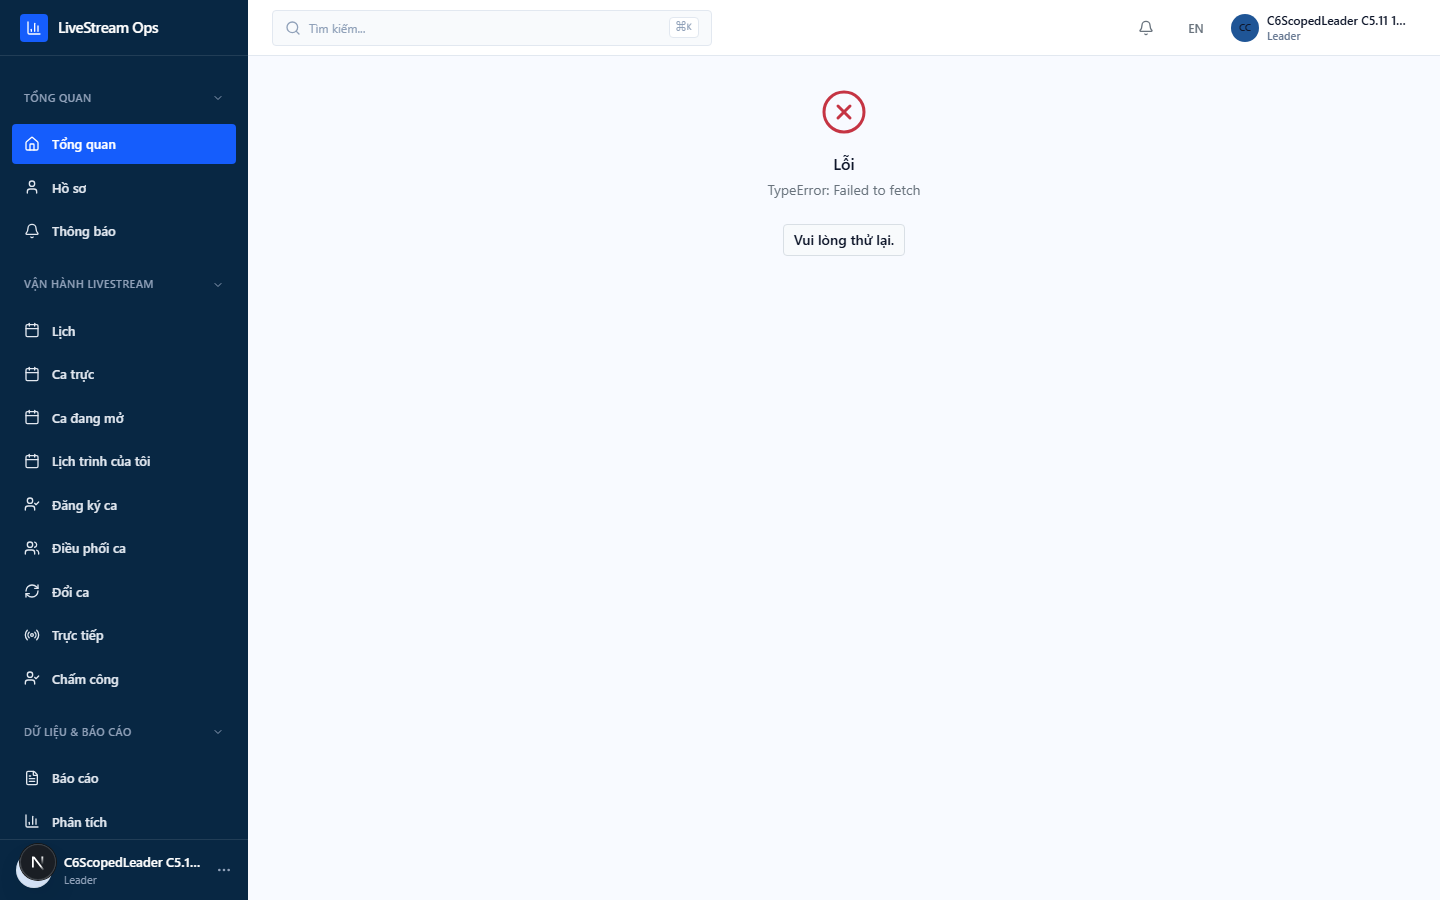 LiveStream Ops
Tìm kiếm...
⌘K
EN
CC
C6ScopedLeader C5.11 1...
Leader
TỔNG QUAN
Tổng quan
Hồ sơ
Thông báo
VẬN HÀNH LIVESTREAM
Lịch
Ca trực
Ca đang mở
Lịch trình của tôi
Đăng ký ca
Điều phối ca
Đổi ca
Trực tiếp
Chấm công
DỮ LIỆU & BÁO CÁO
Báo cáo
Phân tích
N
C6ScopedLeader C5.1...
Leader
Lỗi
TypeError: Failed to fetch
Vui lòng thử lại.